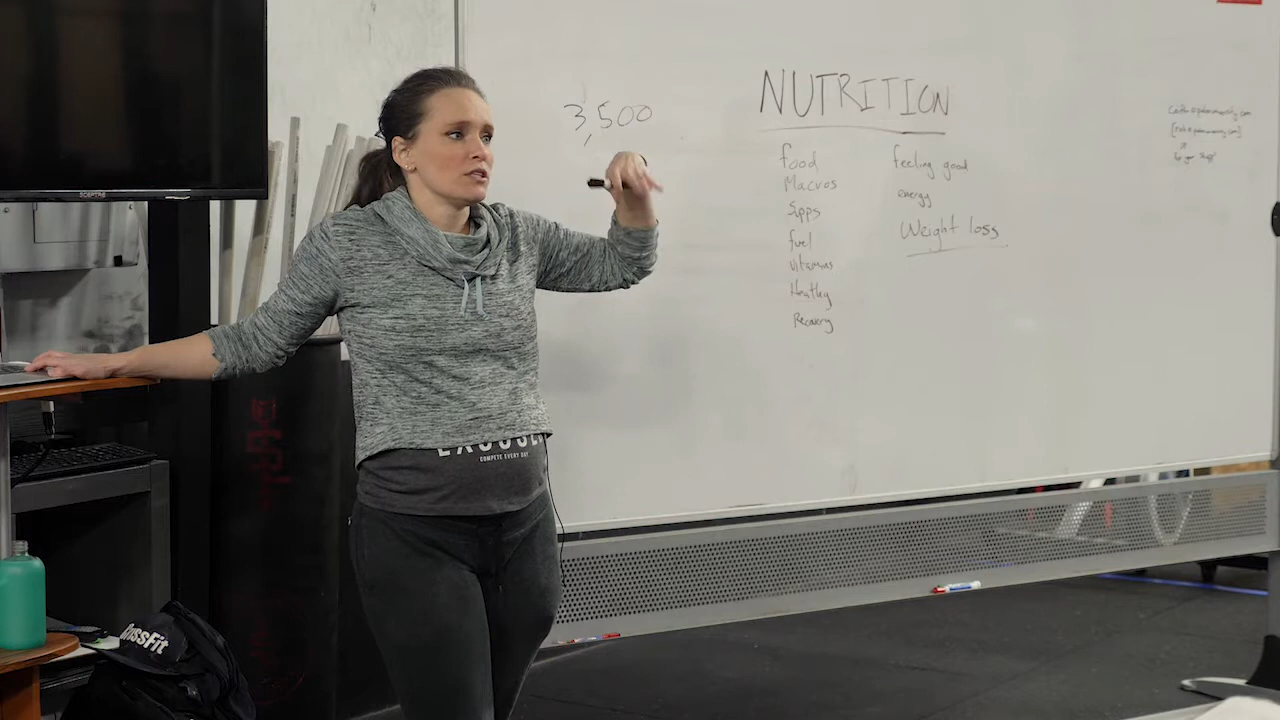 SCEPTRE
3,500
NUTRITION
food
Macros
Supps
fuel
vitamins
Healthy
Recovery
feeling good
energy
Weight loss
COMPETE EVERY DAY
CrossFit